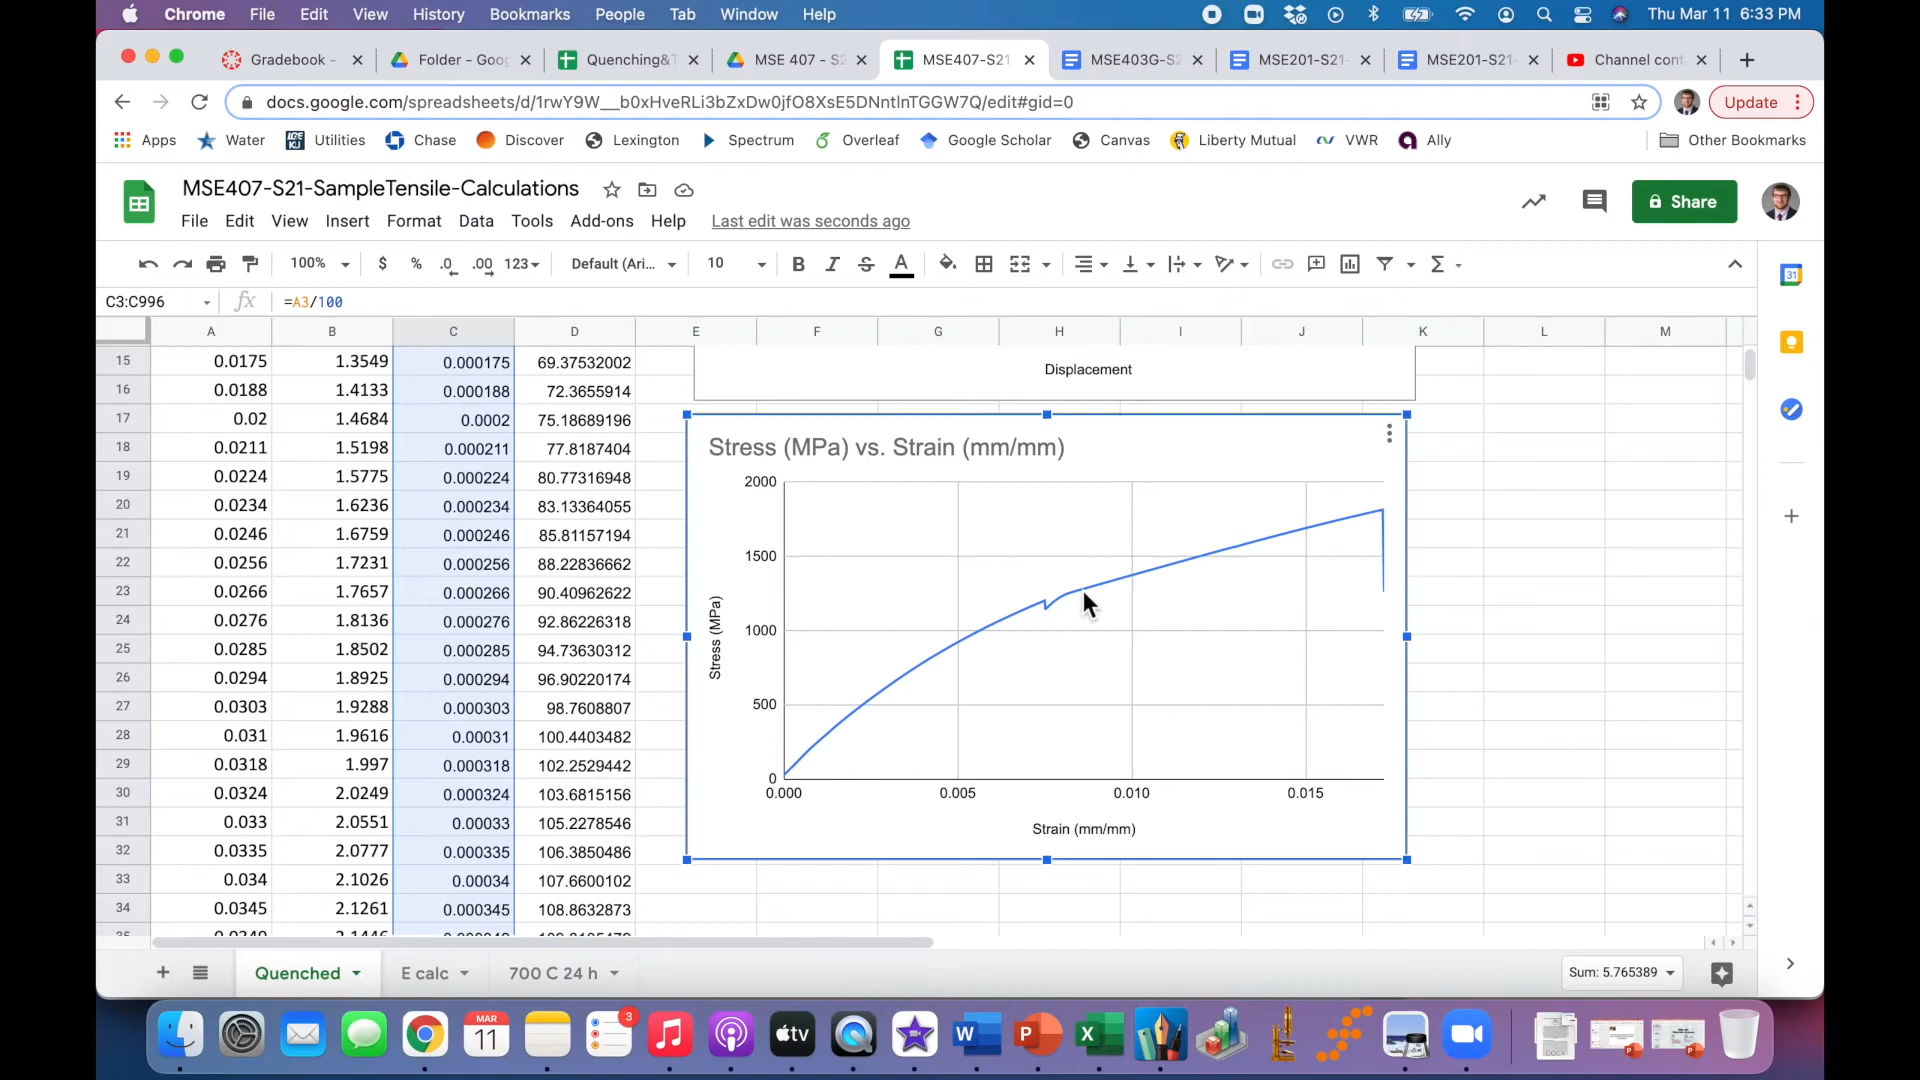 Chrome File Edit View History Bookmarks People Tab Window Help Thu Mar 11 6:33 PM
Gradebook - Folder - Goog Quenching&T MSE 407 - S2 MSE407-S21 MSE403G-S2 MSE201-S21- MSE201-S21- Channel cont
docs.google.com/spreadsheets/d/1rwY9W__b0xHveRLi3bZxDw0jfO8XsE5DNntlnTGGW7Q/edit#gid=0 Update
Apps Water Utilities Chase Discover Lexington Spectrum Overleaf Google Scholar Canvas Liberty Mutual VWR Ally Other Bookmarks
MSE407-S21-SampleTensile-Calculations Share
File Edit View Insert Format Data Tools Add-ons Help Last edit was seconds ago
100% $ % .0 .00 123 Default (Ari... 10 B I S A
C3:C996 fx =A3/100
A B C D E F G H I J K L M
15 0.0175 1.3549 0.000175 69.37532002
16 0.0188 1.4133 0.000188 72.3655914
17 0.02 1.4684 0.0002 75.18689196
18 0.0211 1.5198 0.000211 77.8187404
19 0.0224 1.5775 0.000224 80.77316948
20 0.0234 1.6236 0.000234 83.13364055
21 0.0246 1.6759 0.000246 85.81157194
22 0.0256 1.7231 0.000256 88.22836662
23 0.0266 1.7657 0.000266 90.40962622
24 0.0276 1.8136 0.000276 92.86226318
25 0.0285 1.8502 0.000285 94.73630312
26 0.0294 1.8925 0.000294 96.90220174
27 0.0303 1.9288 0.000303 98.7608807
28 0.031 1.9616 0.00031 100.4403482
29 0.0318 1.997 0.000318 102.2529442
30 0.0324 2.0249 0.000324 103.6815156
31 0.033 2.0551 0.00033 105.2278546
32 0.0335 2.0777 0.000335 106.3850486
33 0.034 2.1026 0.00034 107.6600102
34 0.0345 2.1261 0.000345 108.8632873
Displacement
Stress (MPa) vs. Strain (mm/mm)
2000
1500
1000
500
0
Stress (MPa)
0.000 0.005 0.010 0.015
Strain (mm/mm)
Quenched E calc 700 C 24 h Sum: 5.765389
MAR
11
3
tv
W P X
DOCX